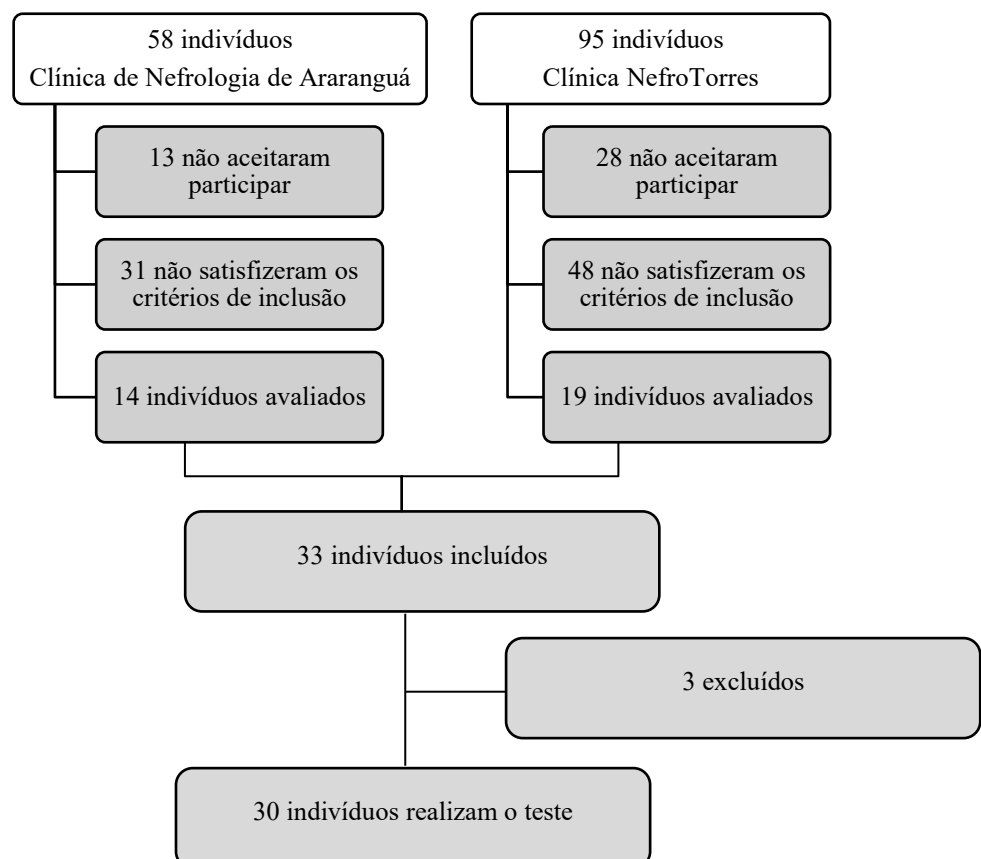 58 indivíduos
Clínica de Nefrologia de Araranguá
95 indivíduos
Clínica NefroTorres
13 não aceitaram
participar
28 não aceitaram
participar
31 não satisfizeram os
critérios de inclusão
48 não satisfizeram os
critérios de inclusão
14 indivíduos avaliados
19 indivíduos avaliados
33 indivíduos incluídos
3 excluídos
30 indivíduos realizam o teste